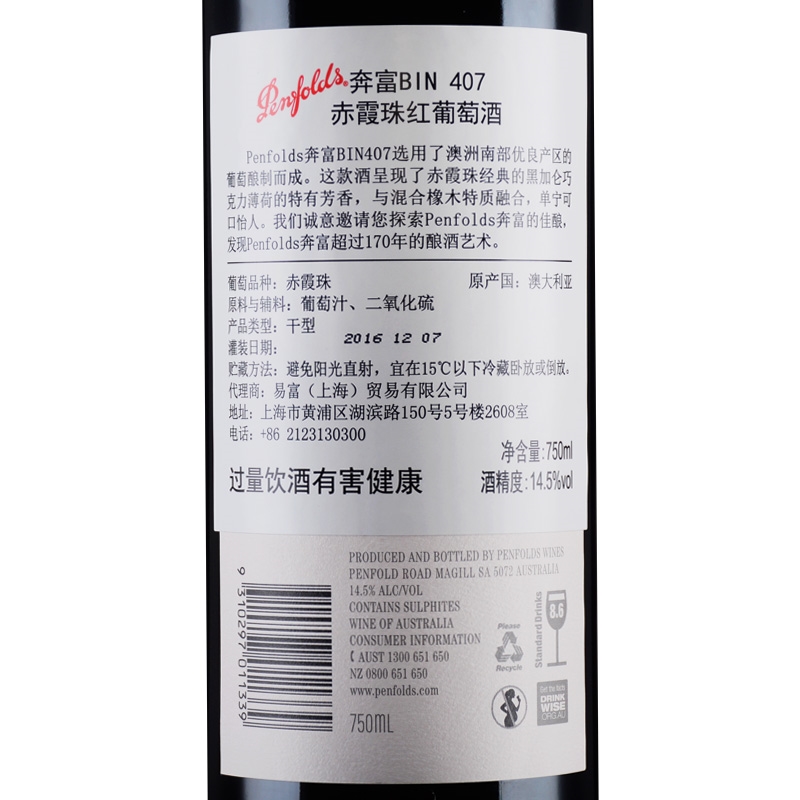 Penfolds 奔富BIN 407
赤霞珠红葡萄酒
Penfolds奔富BIN407选用了澳洲南部优良产区的
葡萄酿制而成。这款酒呈现了赤霞珠经典的黑加仑巧
克力薄荷的特有芳香，与混合橡木特质融合，单宁可
口怡人。我们诚意邀请您探索Penfolds奔富的佳酿，
发现Penfolds奔富超过170年的酿酒艺术。
葡萄品种：赤霞珠 原产国：澳大利亚
原料与辅料：葡萄汁、二氧化硫
产品类型：干型
灌装日期： 2016 12 07
贮藏方法：避免阳光直射，宜在15℃以下冷藏卧放或倒放。
代理商：易富（上海）贸易有限公司
地址：上海市黄浦区湖滨路150号5号楼2608室
电话：+86 2123130300
净含量:750ml
过量饮酒有害健康 酒精度:14.5%vol
PRODUCED AND BOTTLED BY PENFOLDS WINES
PENFOLD ROAD MAGILL SA 5072 AUSTRALIA
14.5% ALC/VOL
CONTAINS SULPHITES
WINE OF AUSTRALIA
CONSUMER INFORMATION
AUST 1300 651 650
NZ 0800 651 650
www.penfolds.com
750ML
9 310297 011339
Please
Recycle
Standard Drinks
8.6
Get the facts
DRINK
WISE
.ORG.AU